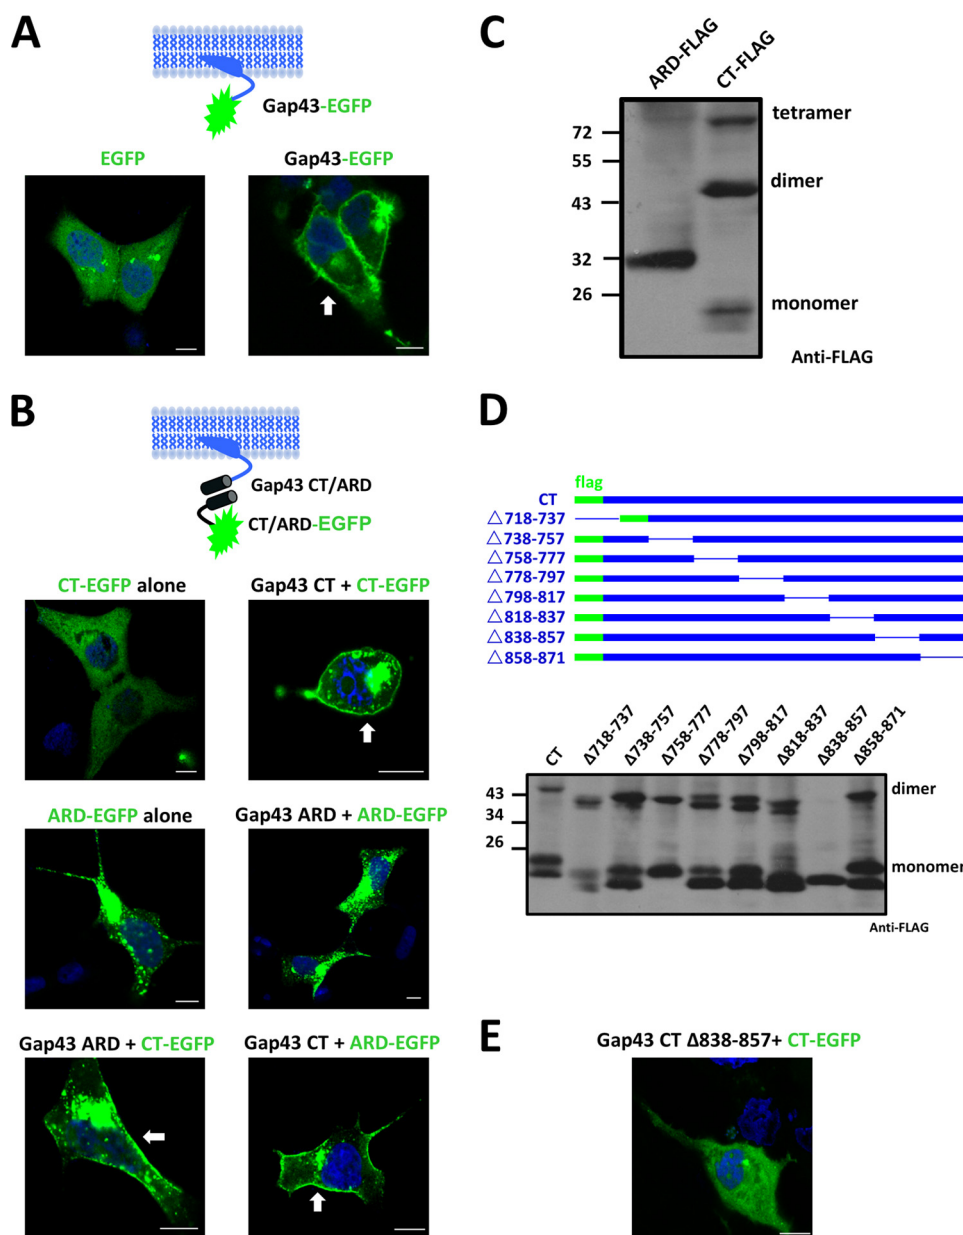 A
Gap43-EGFP
EGFP
Gap43-EGFP
B
Gap43 CT/ARD
CT/ARD-EGFP
CT-EGFP alone
Gap43 CT + CT-EGFP
ARD-EGFP alone
Gap43 ARD + ARD-EGFP
Gap43 ARD + CT-EGFP
Gap43 CT + ARD-EGFP
C
ARD-FLAG
CT-FLAG
72
55
43
32
26
tetramer
dimer
monomer
Anti-FLAG
D
flag
CT
△718-737
△738-757
△758-777
△778-797
△798-817
△818-837
△838-857
△858-871
CT
Δ718-737
Δ738-757
Δ758-777
Δ778-797
Δ798-817
Δ818-837
Δ838-857
Δ858-871
43
34
26
dimer
monomer
Anti-FLAG
E
Gap43 CT Δ838-857+ CT-EGFP